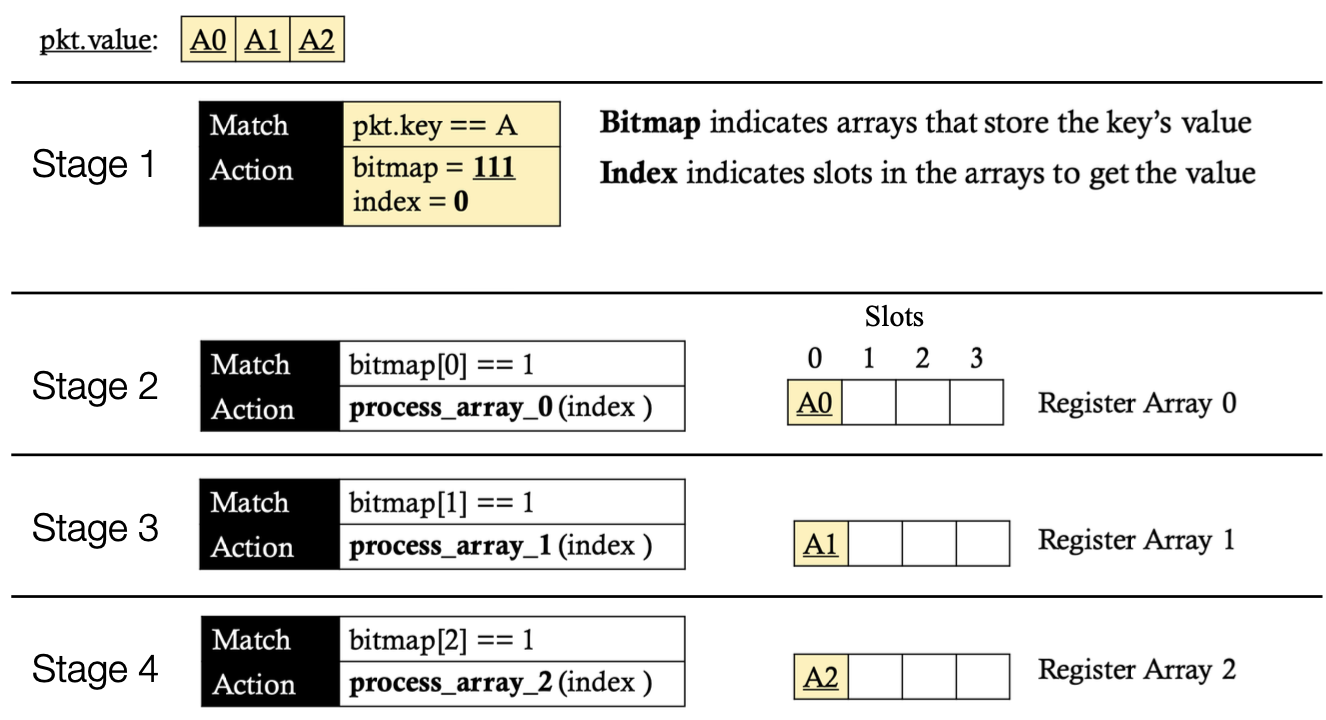 pkt.value: A0 A1 A2
Stage 1
Match pkt.key == A
Action bitmap = 111
index = 0
Bitmap indicates arrays that store the key's value
Index indicates slots in the arrays to get the value
Slots
0 1 2 3
Stage 2
Match bitmap[0] == 1
Action process_array_0 (index )
A0
Register Array 0
Stage 3
Match bitmap[1] == 1
Action process_array_1 (index )
A1
Register Array 1
Stage 4
Match bitmap[2] == 1
Action process_array_2 (index )
A2
Register Array 2